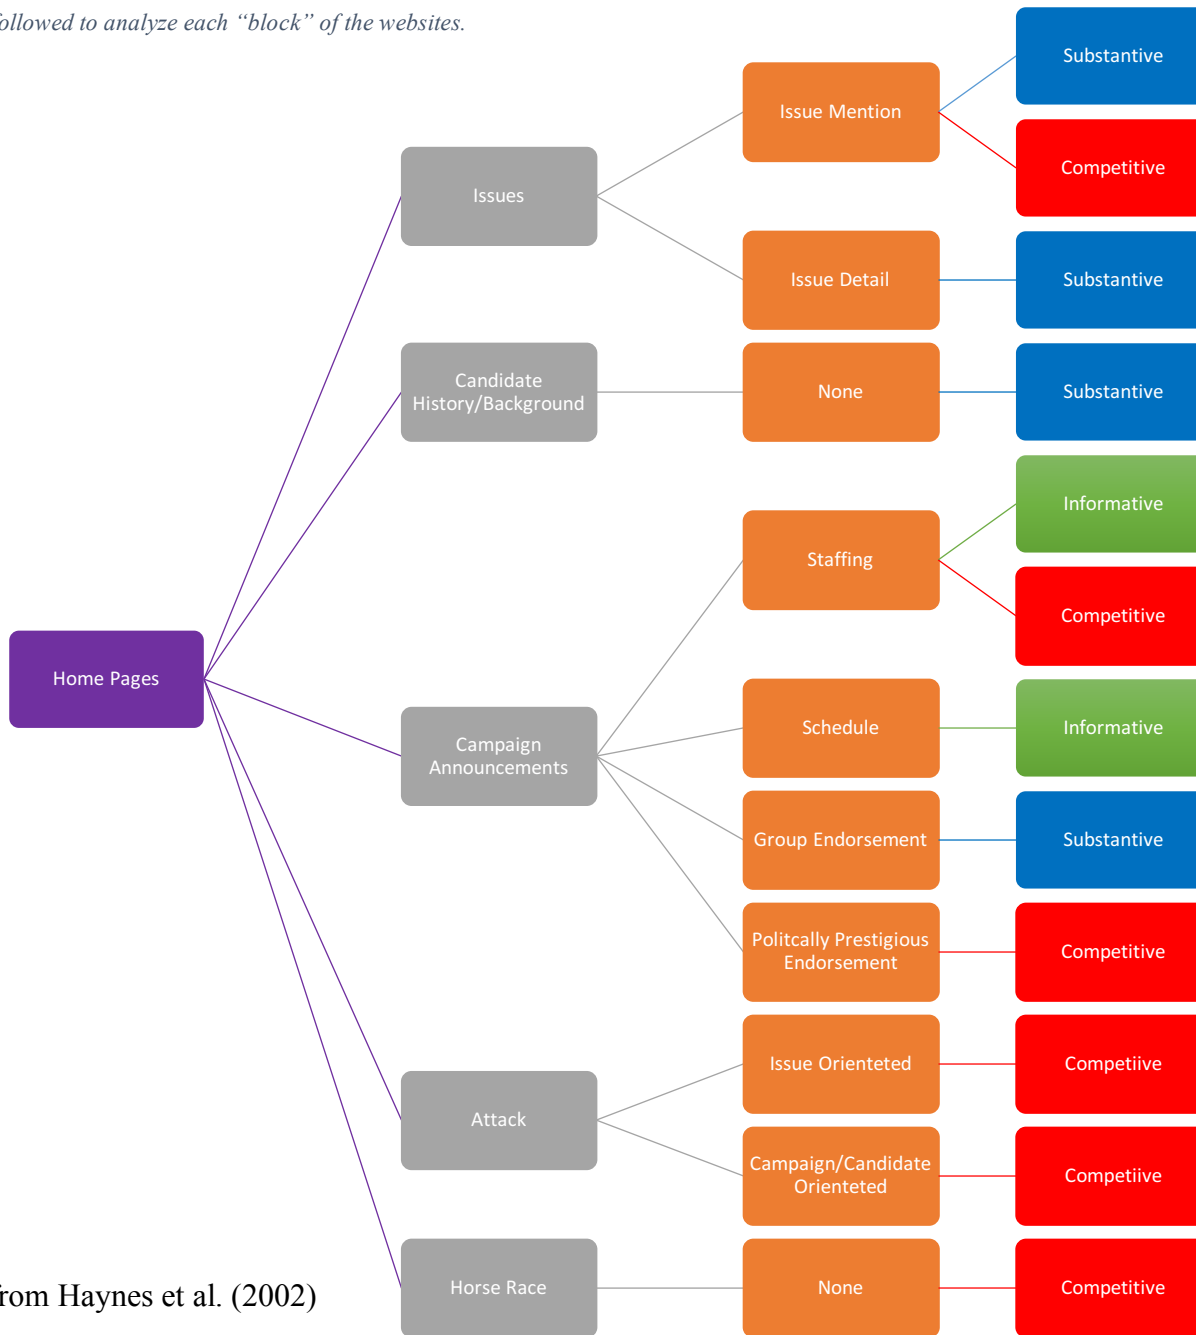 followed to analyze each “block” of the websites.
Substantive
Issue Mention
Competitive
Issues
Issue Detail
Substantive
Candidate
History/Background
None
Substantive
Informative
Staffing
Competitive
Home Pages
Campaign
Announcements
Schedule
Informative
Group Endorsement
Substantive
Politcally Prestigious
Endorsement
Competitive
Issue Orienteted
Competiive
Attack
Campaign/Candidate
Orienteted
Competiive
Horse Race
None
Competitive
from Haynes et al. (2002)